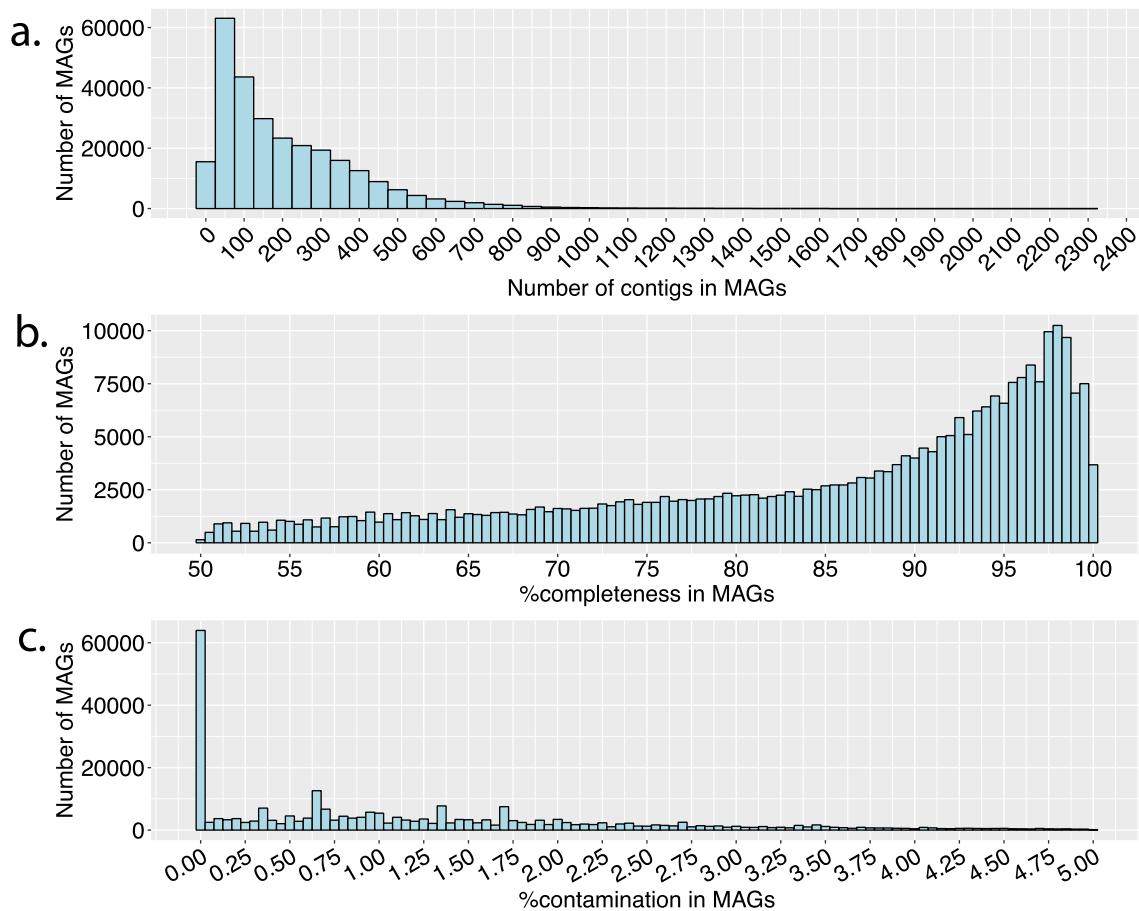 a.
Number of MAGs
60000
40000
20000
0
0 100 200 300 400 500 600 700 800 900 1000 1100 1200 1300 1400 1500 1600 1700 1800 1900 2000 2100 2200 2300 2400
Number of contigs in MAGs
b.
Number of MAGs
10000
7500
5000
2500
0
50 55 60 65 70 75 80 85 90 95 100
%completeness in MAGs
c.
Number of MAGs
60000
40000
20000
0
0.00 0.25 0.50 0.75 1.00 1.25 1.50 1.75 2.00 2.25 2.50 2.75 3.00 3.25 3.50 3.75 4.00 4.25 4.50 4.75 5.00
%contamination in MAGs